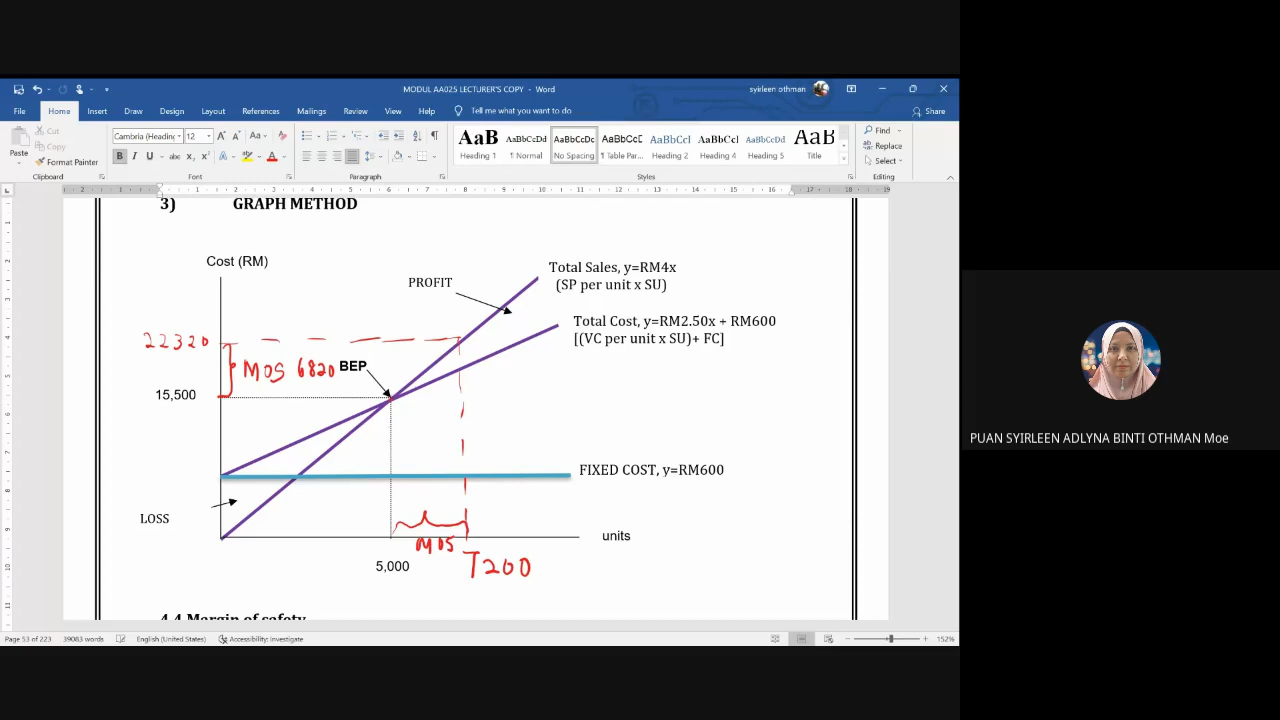 MODUL AA025 LECTURER'S COPY - Word
syirleen othman
File Home Insert Draw Design Layout References Mailings Review View Help Tell me what you want to do Share
Paste
Cut
Copy
Format Painter
Cambria (Heading 12
AaB AaBbCcDd AaBbCcDc AaBbCcDc AaBbCcI AaBbCcI AaBbCcDd AaB
Heading 1 ¶ Normal No Spacing ¶ Table Par... Heading 2 Heading 4 Heading 5 Title
Find
Replace
Select
Clipboard Font Paragraph Styles Editing
3) GRAPH METHOD
Cost (RM)
Total Sales, y=RM4x
(SP per unit x SU)
PROFIT
Total Cost, y=RM2.50x + RM600
[(VC per unit x SU)+ FC]
22320
MOS 6820
BEP
15,500
FIXED COST, y=RM600
LOSS
units
MOS
5,000
7200
4.4 Margin of safety
Page 53 of 223 39083 words English (United States) Accessibility: Investigate 152%
PUAN SYIRLEEN ADLYNA BINTI OTHMAN Moe